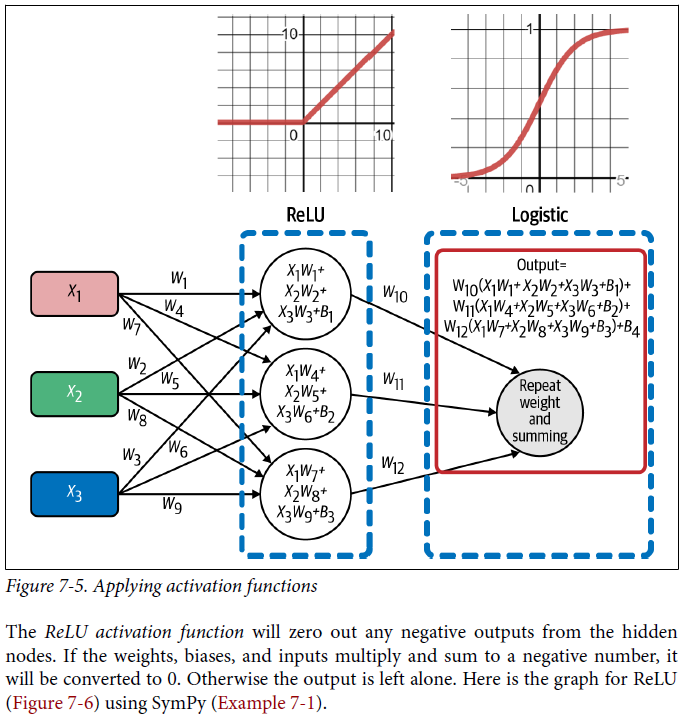 10
0
10
1
-5
0
5
ReLU
Logistic
X1
X2
X3
W1
W4
W7
W2
W5
W8
W3
W6
W9
X1W1+
X2W2+
X3W3+B1
X1W4+
X2W5+
X3W6+B2
X1W7+
X2W8+
X3W9+B3
W10
W11
W12
Output=
W10(X1W1+X2W2+X3W3+B1)+
W11(X1W4+X2W5+X3W6+B2)+
W12(X1W7+X2W8+X3W9+B3)+B4
Repeat
weight
and
summing
Figure 7-5. Applying activation functions
The ReLU activation function will zero out any negative outputs from the hidden
nodes. If the weights, biases, and inputs multiply and sum to a negative number, it
will be converted to 0. Otherwise the output is left alone. Here is the graph for ReLU
(Figure 7-6) using SymPy (Example 7-1).